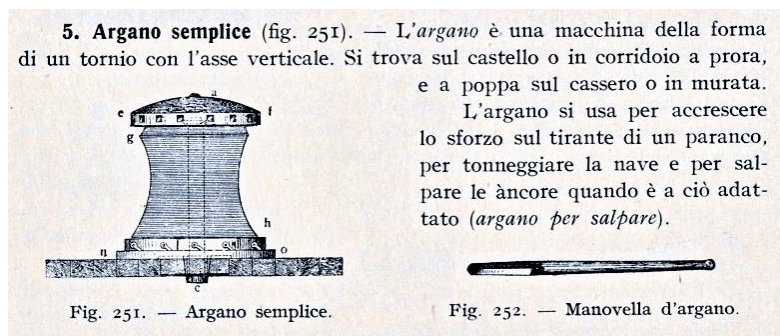 5. Argano semplice (fig. 251). — L'argano è una macchina della forma
di un tornio con l'asse verticale. Si trova sul castello o in corridoio a prora,
e a poppa sul cassero o in murata.
L'argano si usa per accrescere
lo sforzo sul tirante di un paranco,
per tonneggiare la nave e per sal-
pare le àncore quando è a ciò adat-
tato (argano per salpare).
a
e f
g
h
n o
c
Fig. 251. — Argano semplice.
Fig. 252. — Manovella d'argano.